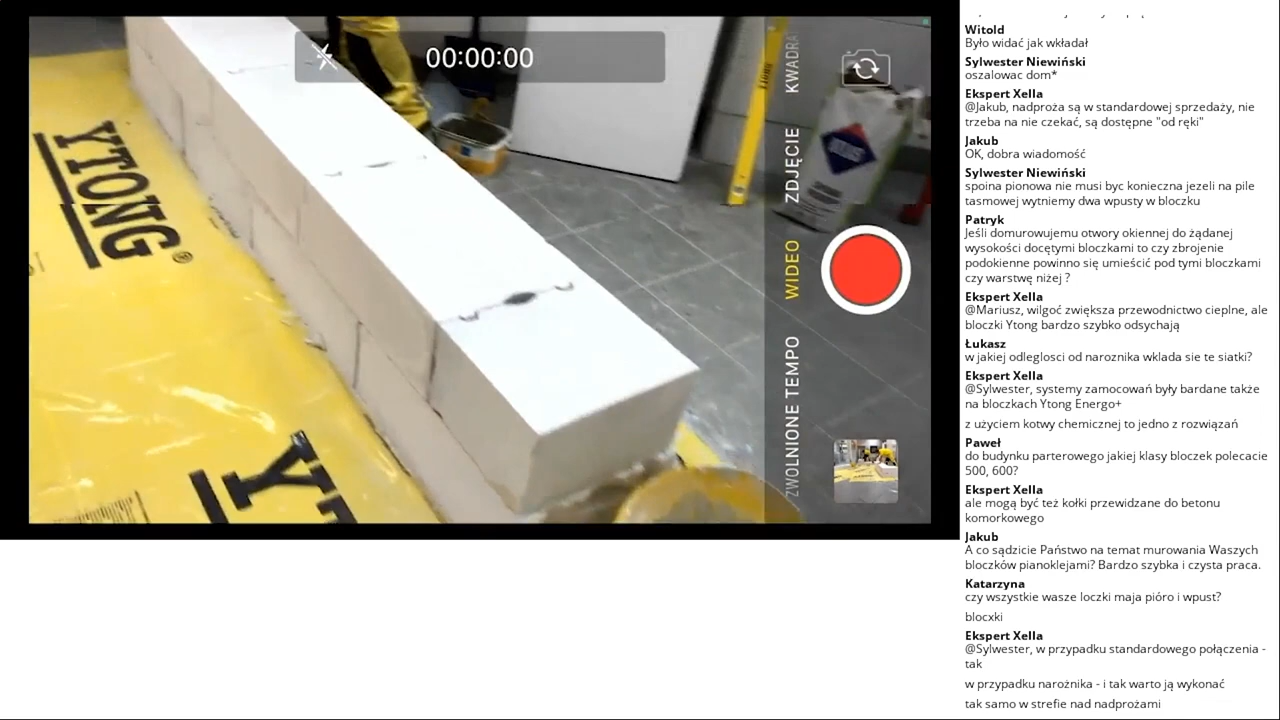 00:00:00
KWADRA
ZDJĘCIE
WIDEO
ZWOLNIONE TEMPO
YTONG®
Y
Witold
Było widać jak wkładał
Sylwester Niewiński
oszalowac dom*
Ekspert Xella
@Jakub, nadproża są w standardowej sprzedaży, nie
trzeba na nie czekać, są dostępne "od ręki"
Jakub
OK, dobra wiadomość
Sylwester Niewiński
spoina pionowa nie musi byc konieczna jezeli na pile
tasmowej wytniemy dwa wpusty w bloczku
Patryk
Jeśli domurowujemu otwory okiennej do żądanej
wysokości docętymi bloczkami to czy zbrojenie
podokienne powinno się umieścić pod tymi bloczkami
czy warstwę niżej ?
Ekspert Xella
@Mariusz, wilgoć zwiększa przewodnictwo cieplne, ale
bloczki Ytong bardzo szybko odsychają
Łukasz
w jakiej odleglosci od naroznika wklada sie te siatki?
Ekspert Xella
@Sylwester, systemy zamocowań były bardane także
na bloczkach Ytong Energo+
z użyciem kotwy chemicznej to jedno z rozwiązań
Paweł
do budynku parterowego jakiej klasy bloczek polecacie
500, 600?
Ekspert Xella
ale mogą być też kołki przewidzane do betonu
komorkowego
Jakub
A co sądzicie Państwo na temat murowania Waszych
bloczków pianoklejami? Bardzo szybka i czysta praca.
Katarzyna
czy wszystkie wasze loczki maja pióro i wpust?
blocxki
Ekspert Xella
@Sylwester, w przypadku standardowego połączenia -
tak
w przypadku narożnika - i tak warto ją wykonać
tak samo w strefie nad nadprożami